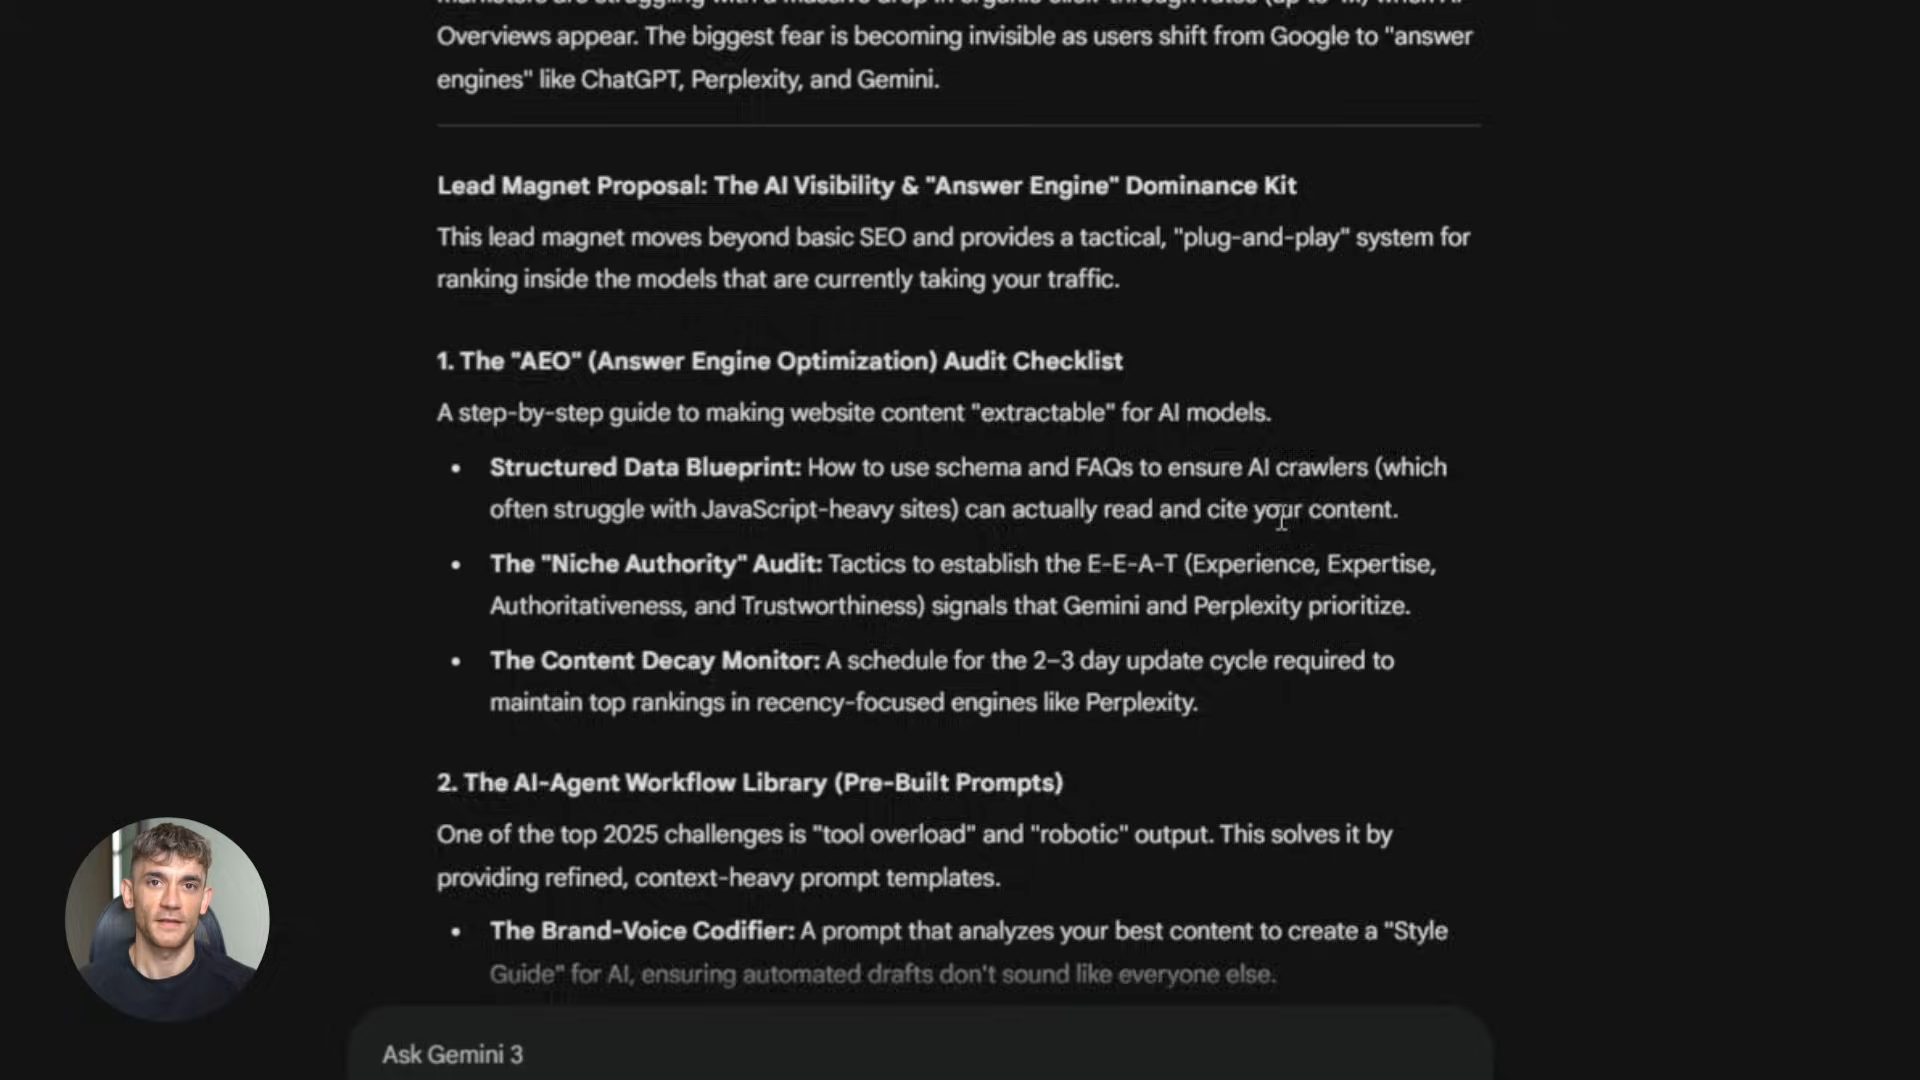 Overviews appear. The biggest fear is becoming invisible as users shift from Google to "answer
engines" like ChatGPT, Perplexity, and Gemini.
Lead Magnet Proposal: The AI Visibility & "Answer Engine" Dominance Kit
This lead magnet moves beyond basic SEO and provides a tactical, "plug-and-play" system for
ranking inside the models that are currently taking your traffic.
1. The "AEO" (Answer Engine Optimization) Audit Checklist
A step-by-step guide to making website content "extractable" for AI models.
• Structured Data Blueprint: How to use schema and FAQs to ensure AI crawlers (which
often struggle with JavaScript-heavy sites) can actually read and cite your content.
• The "Niche Authority" Audit: Tactics to establish the E-E-A-T (Experience, Expertise,
Authoritativeness, and Trustworthiness) signals that Gemini and Perplexity prioritize.
• The Content Decay Monitor: A schedule for the 2–3 day update cycle required to
maintain top rankings in recency-focused engines like Perplexity.
2. The AI-Agent Workflow Library (Pre-Built Prompts)
One of the top 2025 challenges is "tool overload" and "robotic" output. This solves it by
providing refined, context-heavy prompt templates.
• The Brand-Voice Codifier: A prompt that analyzes your best content to create a "Style
Guide" for AI, ensuring automated drafts don't sound like everyone else.
Ask Gemini 3